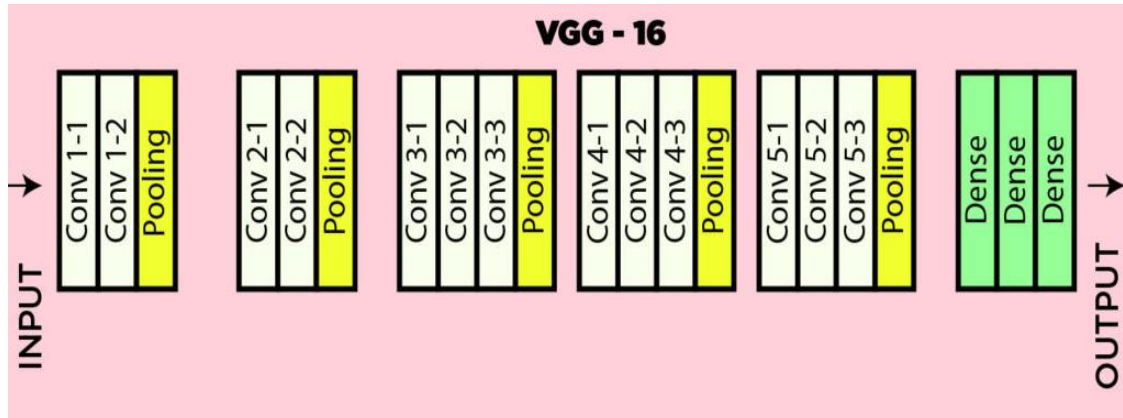 VGG - 16
INPUT
Conv 1-1
Conv 1-2
Pooling
Conv 2-1
Conv 2-2
Pooling
Conv 3-1
Conv 3-2
Conv 3-3
Pooling
Conv 4-1
Conv 4-2
Conv 4-3
Pooling
Conv 5-1
Conv 5-2
Conv 5-3
Pooling
Dense
Dense
Dense
OUTPUT